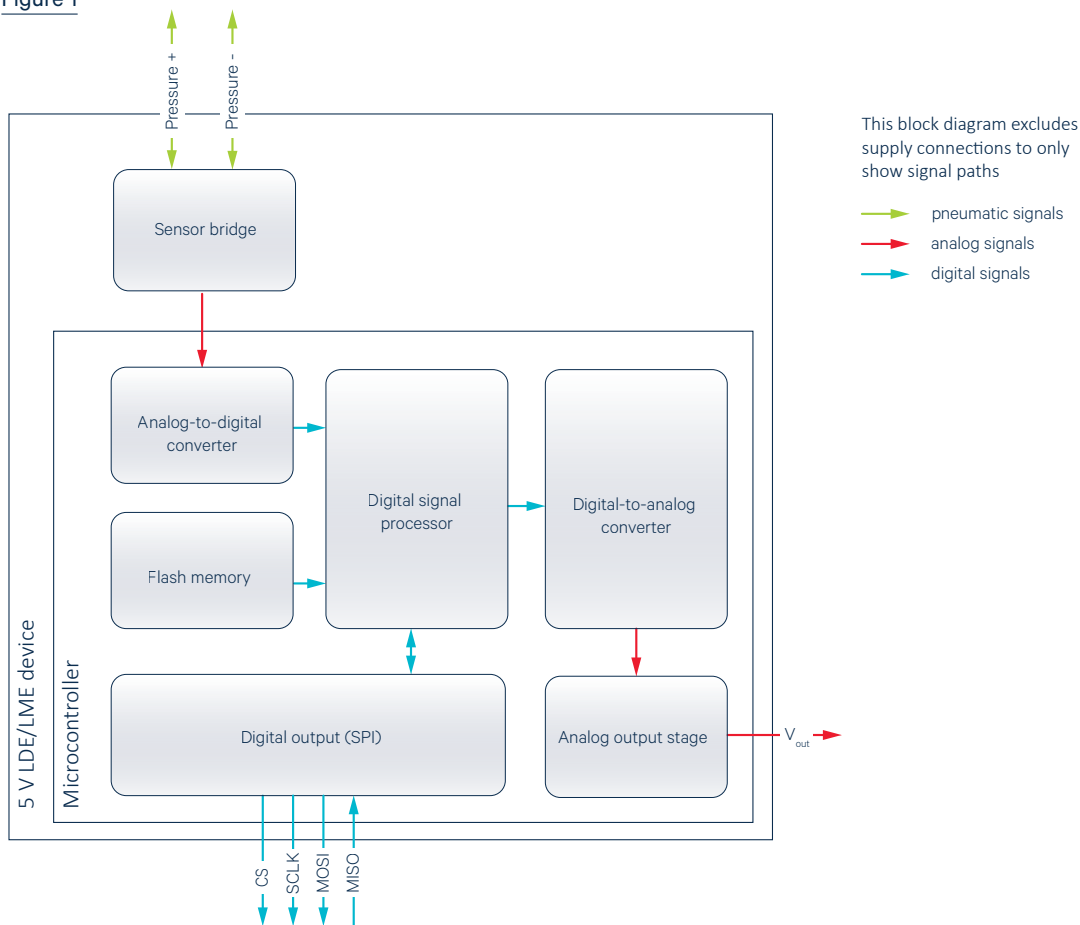 Figure 1
Pressure +
Pressure -
This block diagram excludes
supply connections to only
show signal paths
pneumatic signals
analog signals
digital signals
Sensor bridge
Analog-to-digital
converter
Digital signal
processor
Digital-to-analog
converter
Flash memory
Digital output (SPI)
Analog output stage
Vout
5 V LDE/LME device
Microcontroller
CS
SCLK
MOSI
MISO